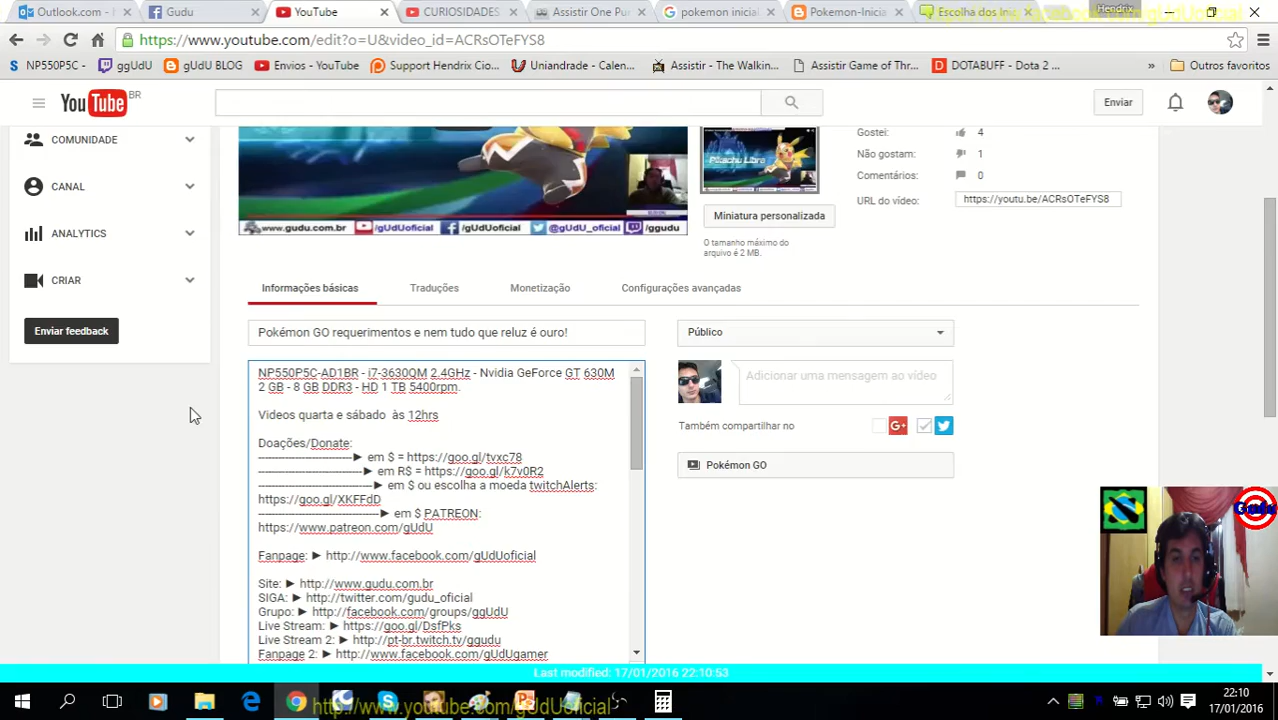 Outlook.com - h
Gudu
YouTube
CURIOSIDADES
Assistir One Pu
pokemon inicial
Pokemon-Inicia
Escolha dos Ini
Hendrix
https://www.youtube.com/edit?o=U&video_id=ACRsOTeFYS8
NP550P5C -
ggUdU
gUdU BLOG
Envios - YouTube
Support Hendrix Cio...
Uniandrade - Calen...
Assistir - The Walkin...
Assistir Game of Thr...
DOTABUFF - Dota 2 ...
»
Outros favoritos
YouTube BR
Enviar
COMUNIDADE
CANAL
ANALYTICS
CRIAR
Enviar feedback
Pikachu Libre
www.gudu.com.br
/gUdUoficial
/gUdUoficial
@gUdU_oficial
/ggudu
Gostei: 4
Não gostam: 1
Comentários: 0
URL do vídeo: https://youtu.be/ACRsOTeFYS8
Miniatura personalizada
O tamanho máximo do
arquivo é 2 MB.
Informações básicas
Traduções
Monetização
Configurações avançadas
Pokémon GO requerimentos e nem tudo que reluz é ouro!
Público
NP550P5C-AD1BR - i7-3630QM 2.4GHz - Nvidia GeForce GT 630M
2 GB - 8 GB DDR3 - HD 1 TB 5400rpm.
Videos quarta e sábado às 12hrs
Doações/Donate:
-----------------------------► em $ = https://goo.gl/tvxc78
--------------------------------► em R$ = https://goo.gl/k7v0R2
-----------------------------------► em $ ou escolha a moeda twitchAlerts:
https://goo.gl/XKFFdD
-------------------------------------► em $ PATREON:
https://www.patreon.com/gUdU
Fanpage: ► http://www.facebook.com/gUdUoficial
Site: ► http://www.gudu.com.br
SIGA: ► http://twitter.com/gudu_oficial
Grupo: ► http://facebook.com/groups/ggUdU
Live Stream: ► https://goo.gl/DsfPks
Live Stream 2: ► http://pt-br.twitch.tv/ggudu
Fanpage 2: ► http://www.facebook.com/gUdUgamer
Adicionar uma mensagem ao vídeo
Também compartilhar no
Pokémon GO
Gudu
Last modified: 17/01/2016 22:10:53
http://www.youtube.com/gUdUoficial
22:10
17/01/2016